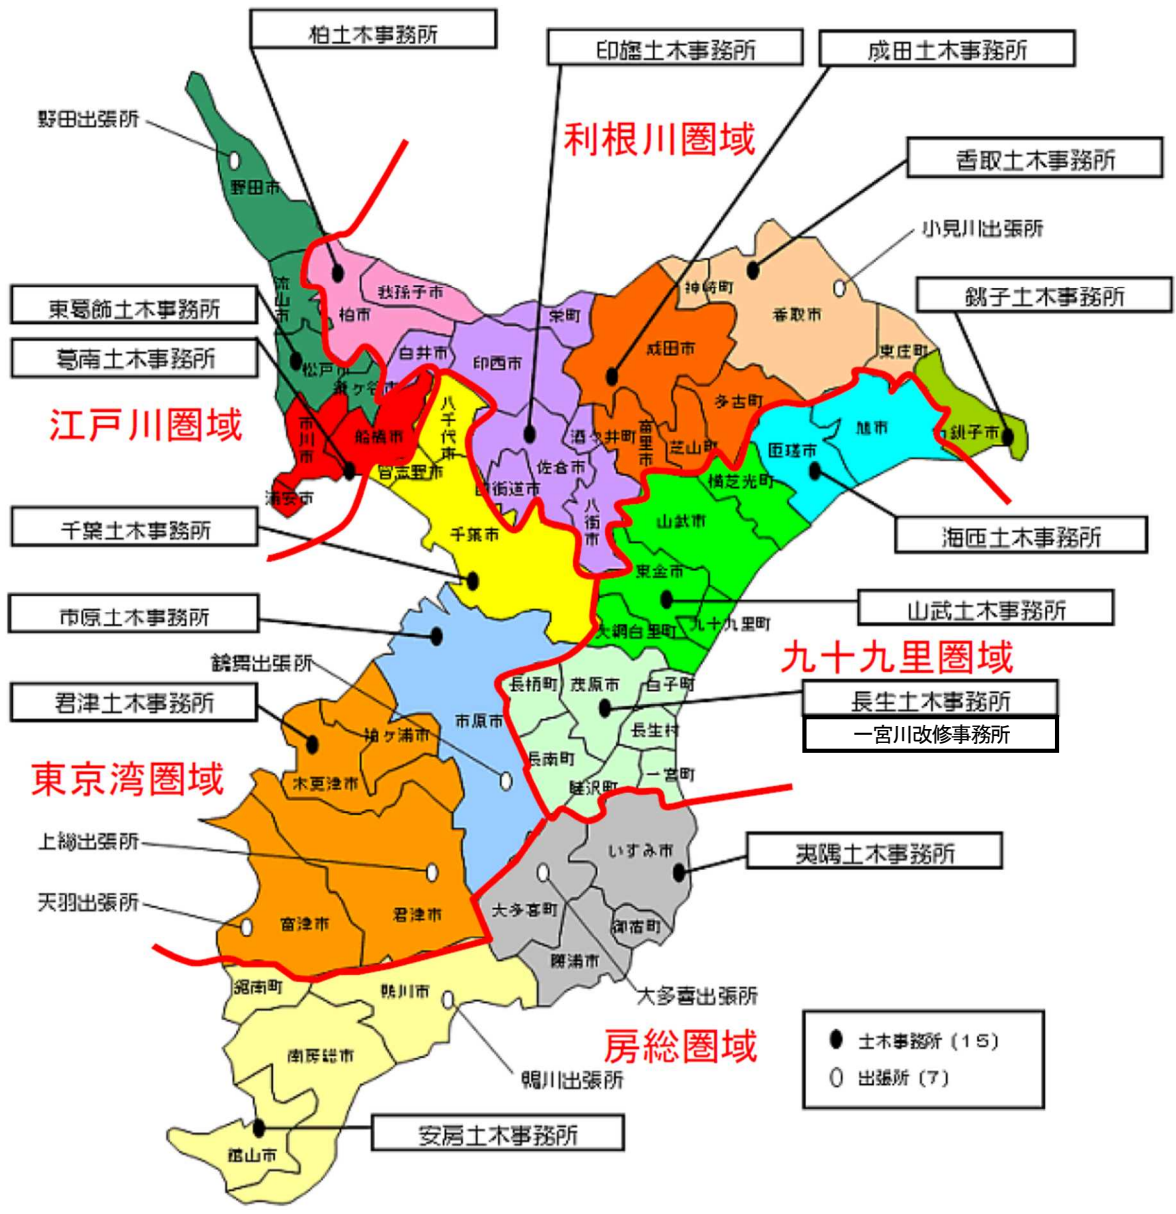 柏土木事務所
印旛土木事務所
成田土木事務所
野田出張所
利根川圏域
香取土木事務所
野田市
小見川出張所
神崎町
我孫子市
流山市
銚子土木事務所
東葛飾土木事務所
柏市
栄町
香取市
葛南土木事務所
白井市
印西市
成田市
東庄町
松戸市
鎌ケ谷市
江戸川圏域
市川市
船橋市
八千代市
酒々井町
富里市
多古町
芝山町
旭市
銚子市
匝瑳市
習志野市
佐倉市
四街道市
横芝光町
浦安市
八街市
千葉土木事務所
千葉市
山武市
海匝土木事務所
東金市
市原土木事務所
山武土木事務所
大網白里町
九十九里町
鶴舞出張所
九十九里圏域
長柄町
茂原市
白子町
君津土木事務所
長生土木事務所
市原市
袖ヶ浦市
長生村
一宮川改修事務所
長南町
東京湾圏域
木更津市
睦沢町
一宮町
上総出張所
いすみ市
夷隅土木事務所
天羽出張所
富津市
君津市
大多喜町
御宿町
勝浦市
鋸南町
鴨川市
大多喜出張所
房総圏域
南房総市
土木事務所（15）
鴨川出張所
出張所（7）
安房土木事務所
館山市